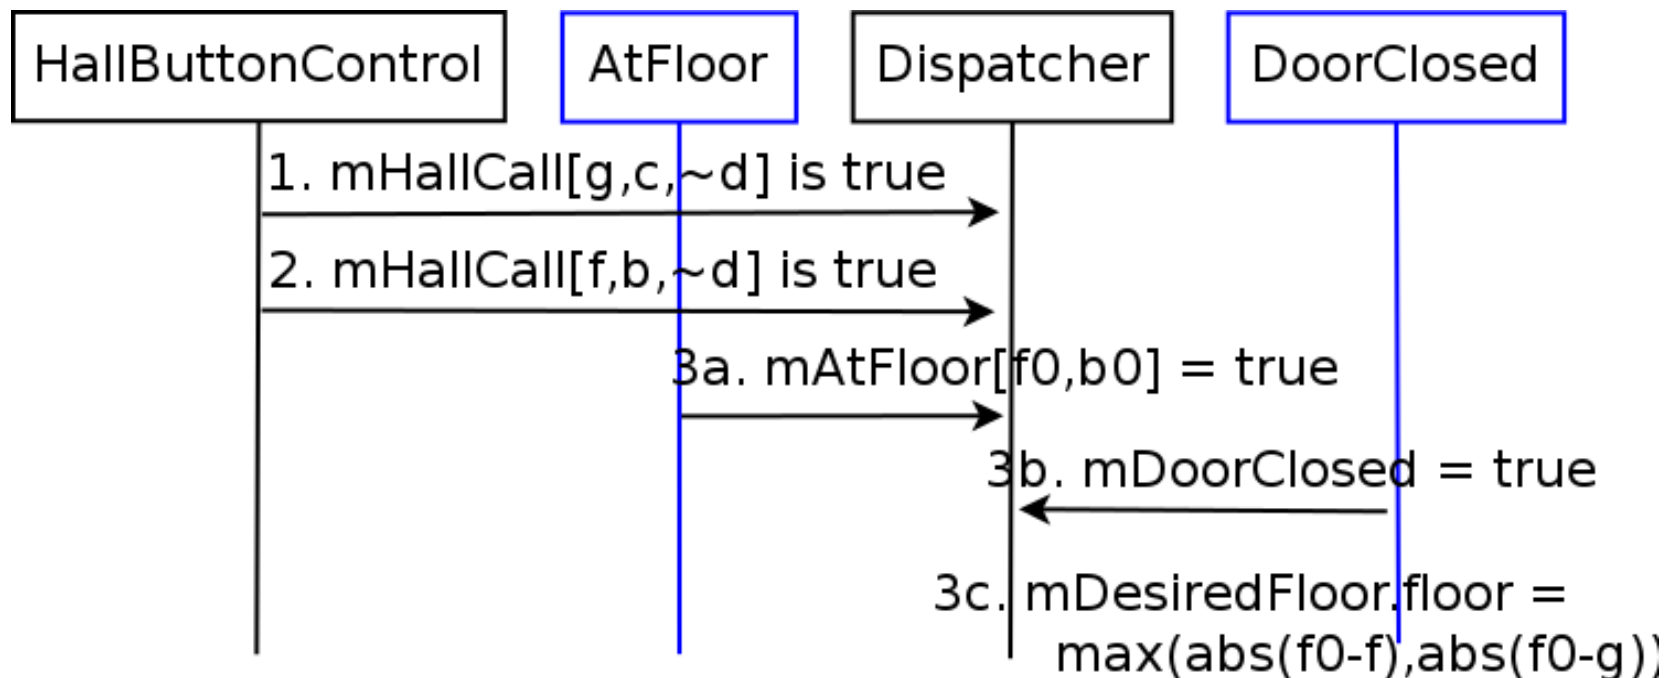 HallButtonControl
AtFloor
Dispatcher
DoorClosed
1. mHallCall[g,c,~d] is true
2. mHallCall[f,b,~d] is true
3a. mAtFloor[f0,b0] = true
3b. mDoorClosed = true
3c. mDesiredFloor.floor =
max(abs(f0-f),abs(f0-g))